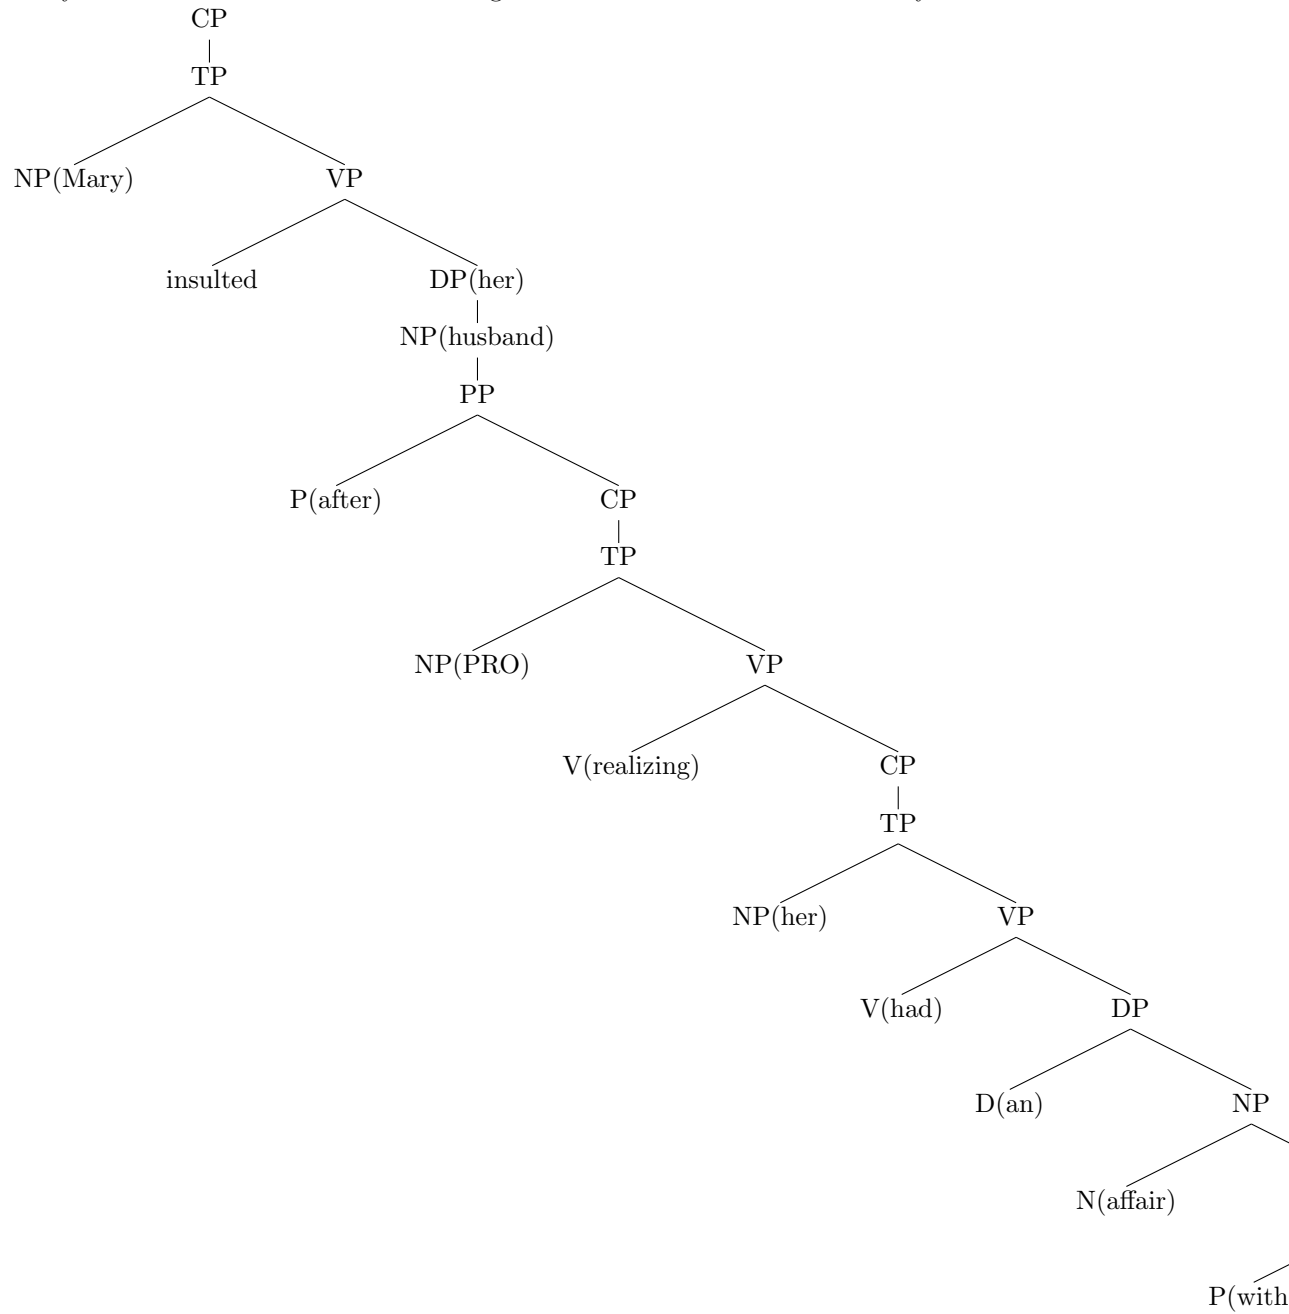 CP
TP
NP(Mary) VP
insulted DP(her)
NP(husband)
PP
P(after) CP
TP
NP(PRO) VP
V(realizing) CP
TP
NP(her) VP
V(had) DP
D(an) NP
N(affair)
P(with